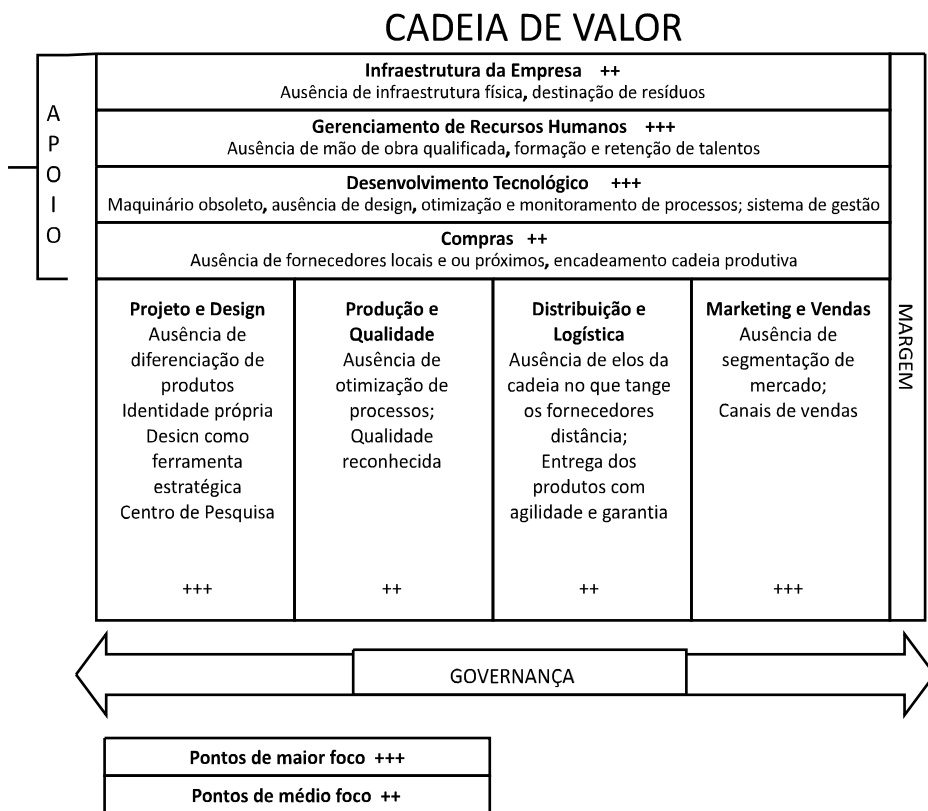 CADEIA DE VALOR
APOIO
Infraestrutura da Empresa ++
Ausência de infraestrutura física, destinação de resíduos
Gerenciamento de Recursos Humanos +++
Ausência de mão de obra qualificada, formação e retenção de talentos
Desenvolvimento Tecnológico +++
Maquinário obsoleto, ausência de design, otimização e monitoramento de processos; sistema de gestão
Compras ++
Ausência de fornecedores locais e ou próximos, encadeamento cadeia produtiva
Projeto e Design
Ausência de
diferenciação de
produtos
Identidade própria
Desicn como
ferramenta
estratégica
Centro de Pesquisa
+++
Produção e
Qualidade
Ausência de
otimização de
processos;
Qualidade
reconhecida
++
Distribuição e
Logística
Ausência de elos da
cadeia no que tange
os fornecedores
distância;
Entrega dos
produtos com
agilidade e garantia
++
Marketing e Vendas
Ausência de
segmentação de
mercado;
Canais de vendas
+++
MARGEM
GOVERNANÇA
Pontos de maior foco +++
Pontos de médio foco ++